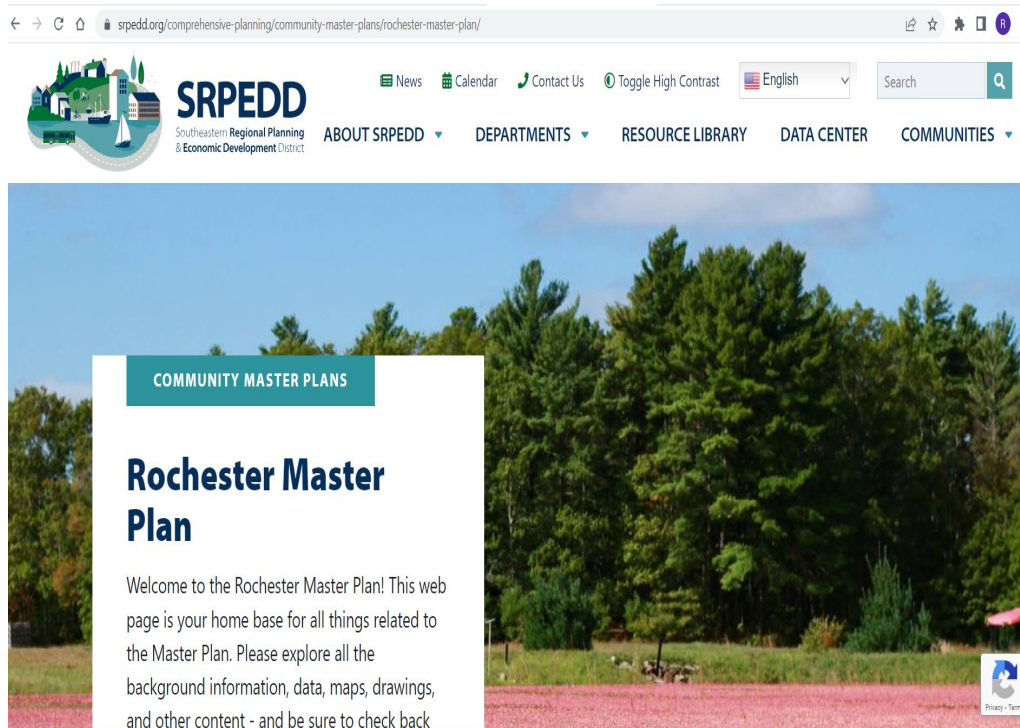 srpedd.org/comprehensive-planning/community-master-plans/rochester-master-plan/
R
News Calendar Contact Us Toggle High Contrast English Search
SRPEDD
Southeastern Regional Planning
& Economic Development District
ABOUT SRPEDD DEPARTMENTS RESOURCE LIBRARY DATA CENTER COMMUNITIES
COMMUNITY MASTER PLANS
Rochester Master
Plan
Welcome to the Rochester Master Plan! This web
page is your home base for all things related to
the Master Plan. Please explore all the
background information, data, maps, drawings,
and other content - and be sure to check back
Privacy - Term